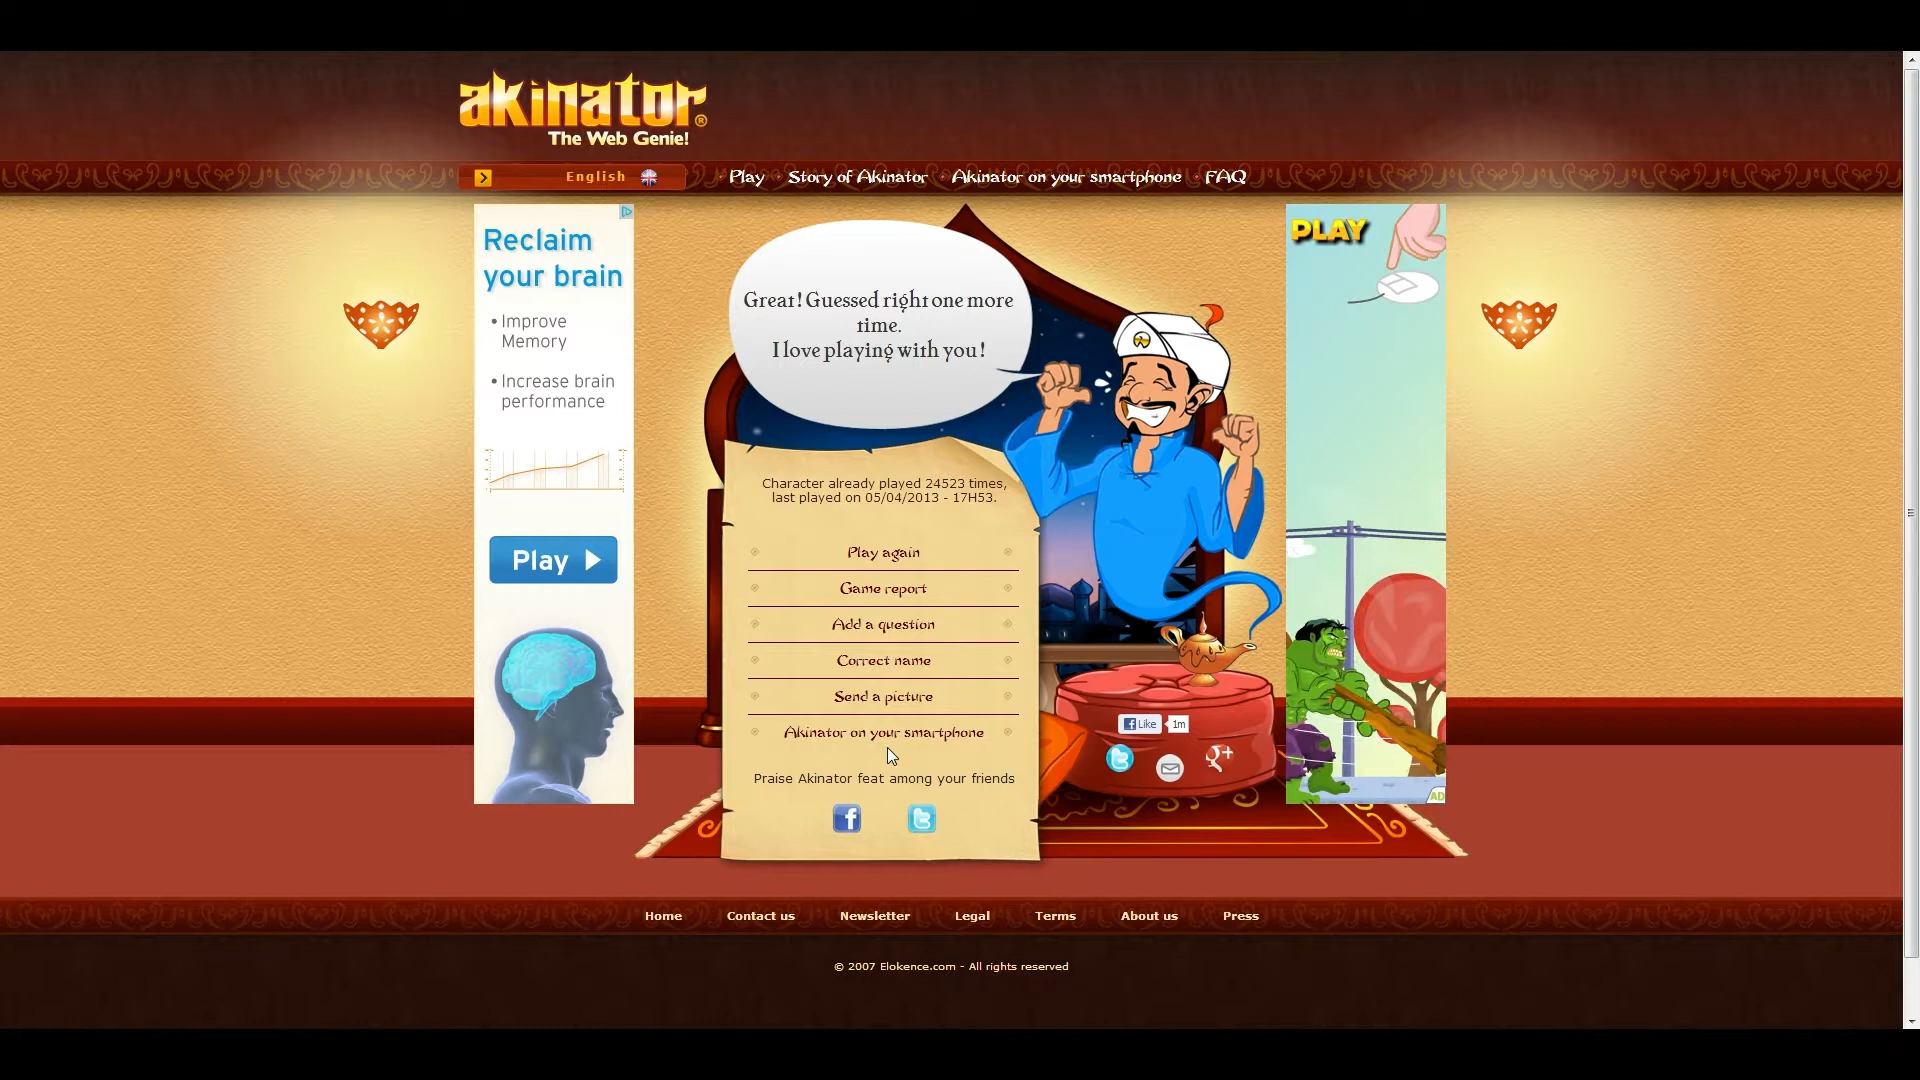 akinator®
The Web Genie!
English
Play
Story of Akinator
Akinator on your smartphone
FAQ
Reclaim
your brain
• Improve
Memory
• Increase brain
performance
Play
Great! Guessed right one more
time.
I love playing with you!
Character already played 24523 times,
last played on 05/04/2013 - 17H53.
Play again
Game report
Add a question
Correct name
Send a picture
Akinator on your smartphone
Praise Akinator feat among your friends
Like
1m
PLAY
AD
Home
Contact us
Newsletter
Legal
Terms
About us
Press
© 2007 Elokence.com - All rights reserved